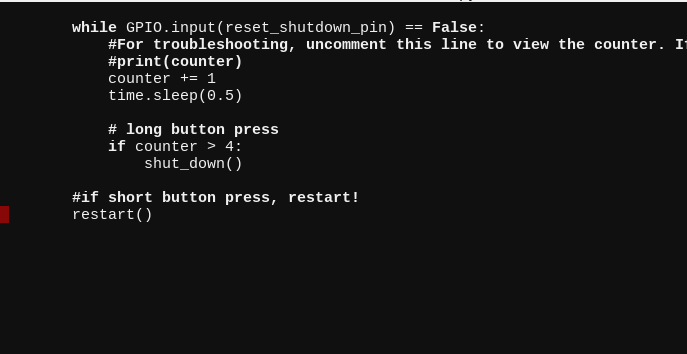 while GPIO.input(reset_shutdown_pin) == False:
#For troubleshooting, uncomment this line to view the counter. If
#print(counter)
counter += 1
time.sleep(0.5)
# long button press
if counter > 4:
shut_down()
#if short button press, restart!
restart()